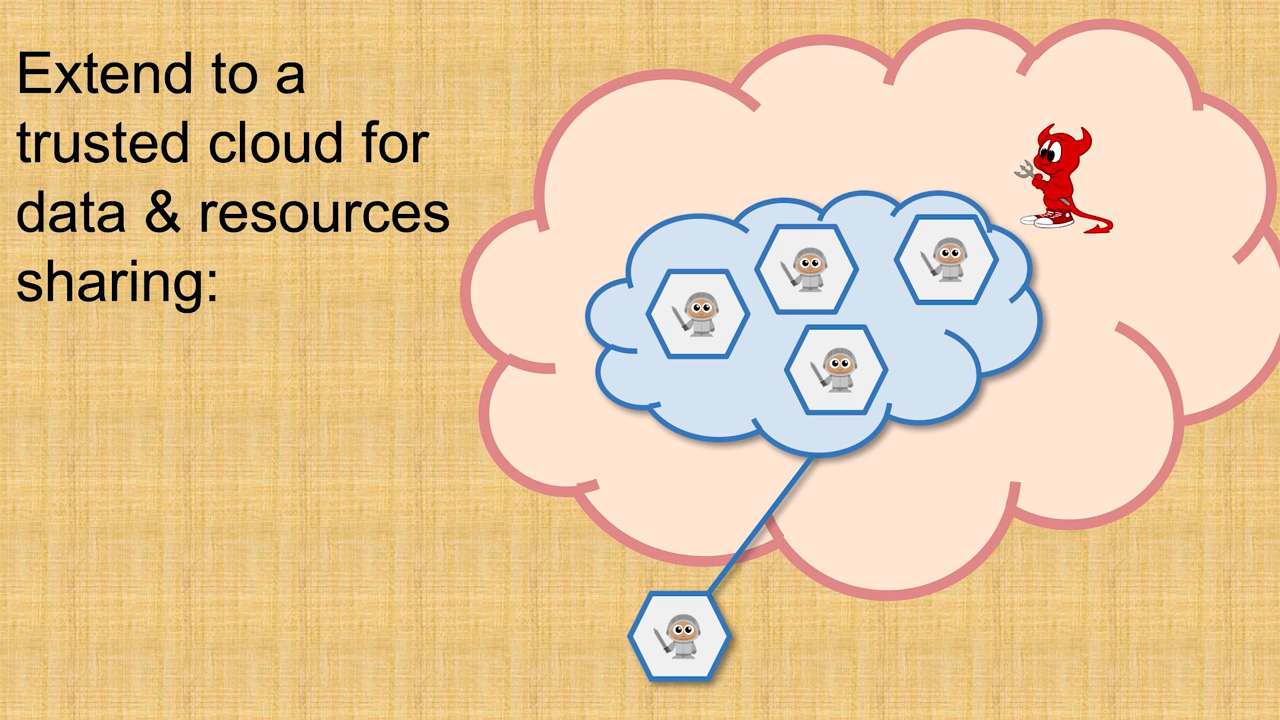 Extend to a
trusted cloud for
data & resources
sharing: